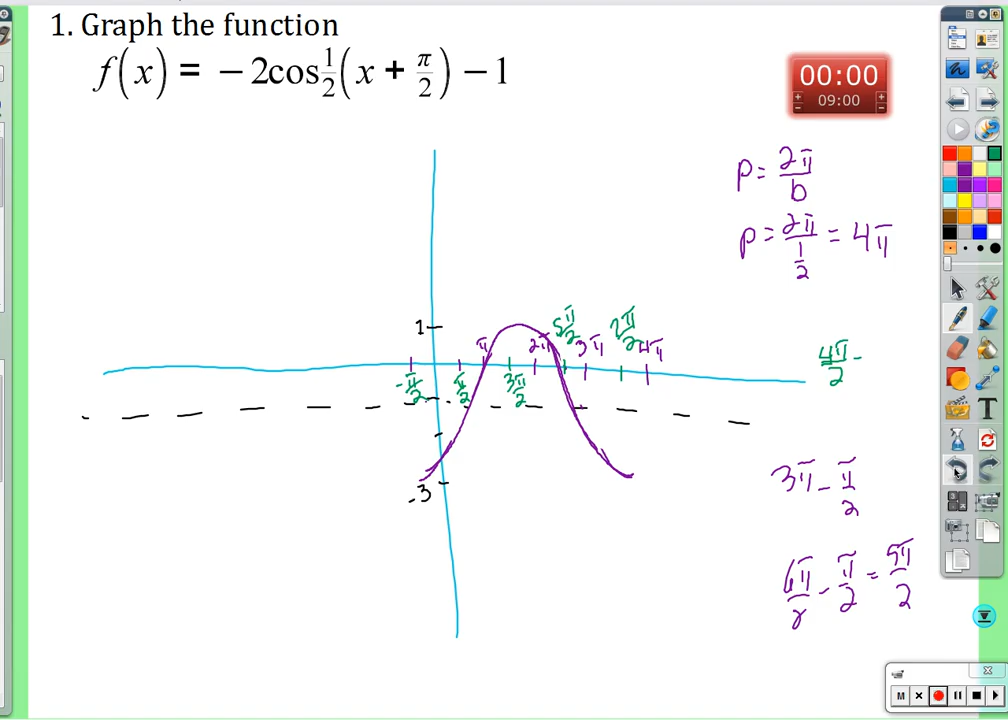 1. Graph the function
f(x) = −2cos½(x + π/2) − 1
00:00
09:00
p = 2π/b
p = 2π/(1/2) = 4π
1
π
2π
5π/2
3π
7π/2
4π
-π/2
π/2
3π/2
-3
4π/2 -
3π - π/2
6π/2 - π/2 = 5π/2
T
M